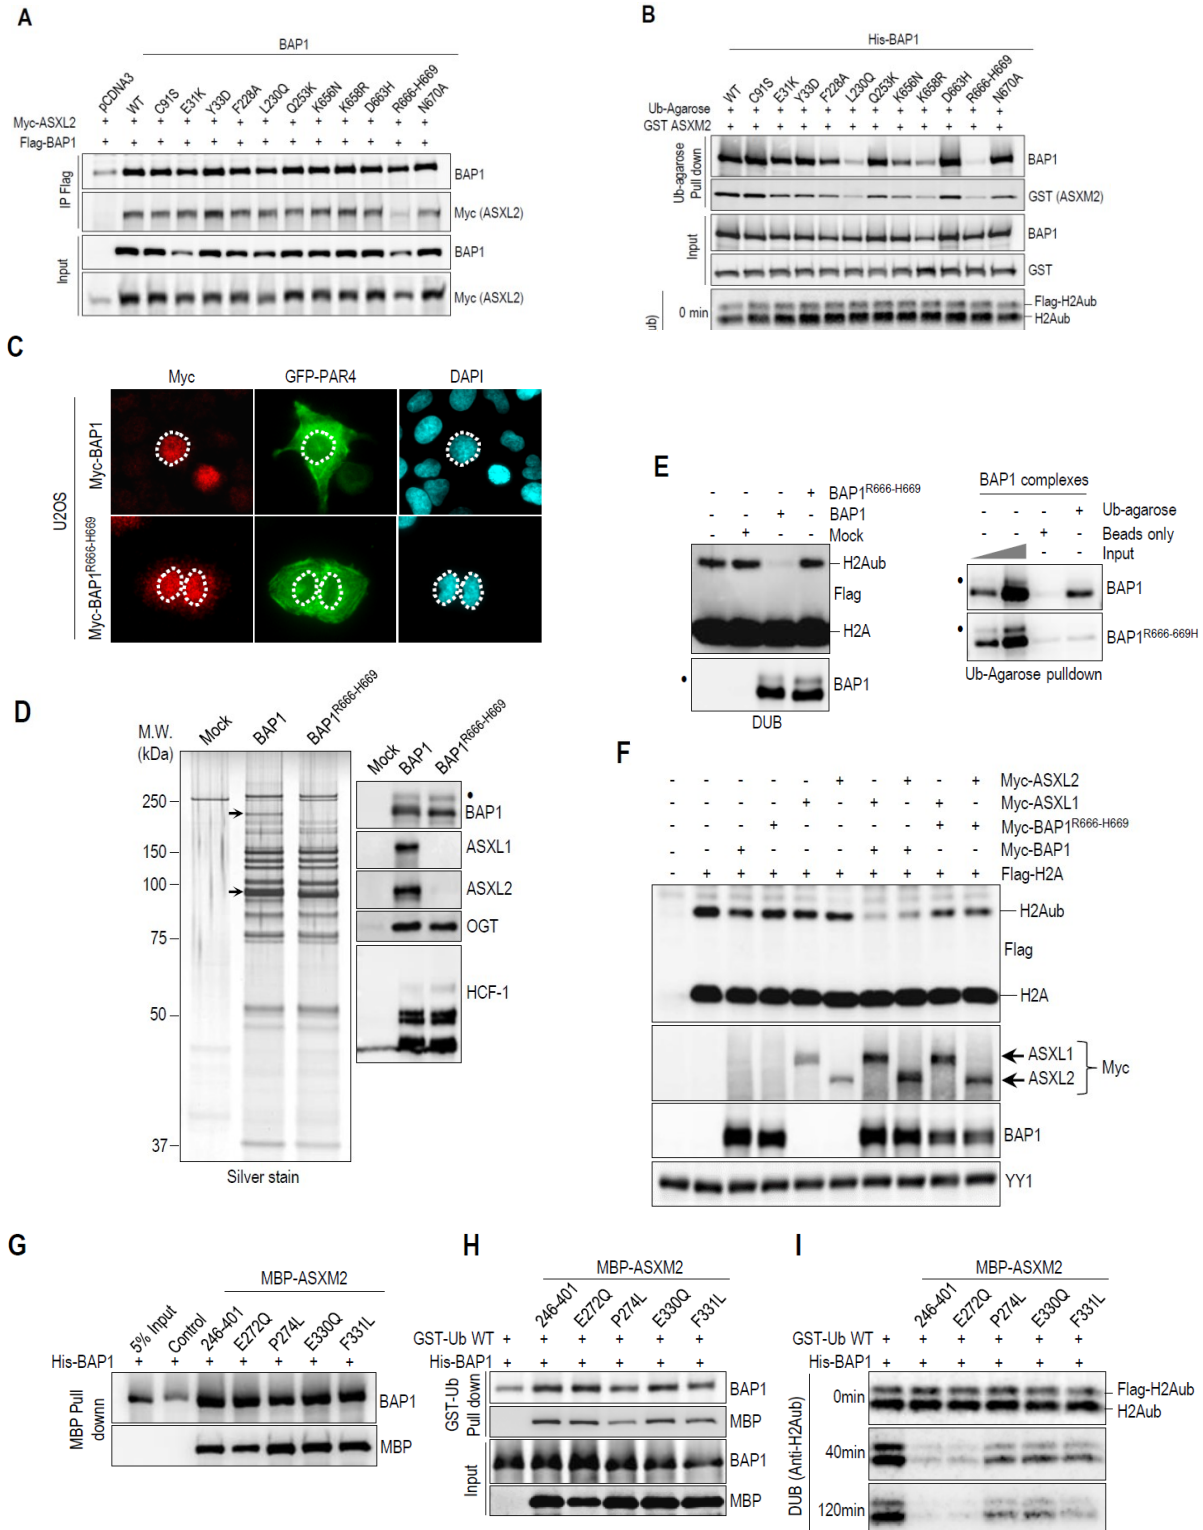 A
BAP1
pCDNA3
WT
C91S
E31K
Y33D
F228A
L230Q
Q253K
K656N
K658R
D663H
R666-H669
N670A
Myc-ASXL2 + + + + + + + + + + + + +
Flag-BAP1 + + + + + + + + + + + + +
IP Flag
BAP1
Myc (ASXL2)
Input
BAP1
Myc (ASXL2)
B
His-BAP1
WT
C91S
E31K
Y33D
F228A
L230Q
Q253K
K656N
K658R
D663H
R666-H669
N670A
Ub-Agarose + + + + + + + + + + + +
GST ASXM2 + + + + + + + + + + + +
Ub-agarose
Pull down
BAP1
GST (ASXM2)
Input
BAP1
GST
ub)
0 min
Flag-H2Aub
H2Aub
C
Myc
GFP-PAR4
DAPI
U2OS
Myc-BAP1
Myc-BAP1R666-H669
D
M.W.
(kDa)
Mock
BAP1
BAP1R666-H669
250
150
100
75
50
37
Silver stain
Mock
BAP1
BAP1R666-H669
•
BAP1
ASXL1
ASXL2
OGT
HCF-1
E
- - - + BAP1R666-H669
- - + - BAP1
- + - - Mock
H2Aub
Flag
H2A
•
BAP1
DUB
BAP1 complexes
- - + Ub-agarose
- + - Beads only
- - Input
•
BAP1
•
BAP1R666-669H
Ub-Agarose pulldown
F
- - - - - + - + - + Myc-ASXL2
- - - - + - + - + - Myc-ASXL1
- - - + - - - - + + Myc-BAP1R666-H669
- - + - - - + + - - Myc-BAP1
- + + + + + + + + + Flag-H2A
H2Aub
Flag
H2A
ASXL1
ASXL2
Myc
BAP1
YY1
G
MBP-ASXM2
5% Input
Control
246-401
E272Q
P274L
E330Q
F331L
His-BAP1 + + + + + + +
MBP Pull
downn
BAP1
MBP
H
MBP-ASXM2
246-401
E272Q
P274L
E330Q
F331L
GST-Ub WT + + + + + +
His-BAP1 + + + + + +
GST-Ub
Pull down
BAP1
MBP
Input
BAP1
MBP
I
MBP-ASXM2
246-401
E272Q
P274L
E330Q
F331L
GST-Ub WT + + + + + +
His-BAP1 + + + + + +
DUB (Anti-H2Aub)
0min
Flag-H2Aub
H2Aub
40min
120min